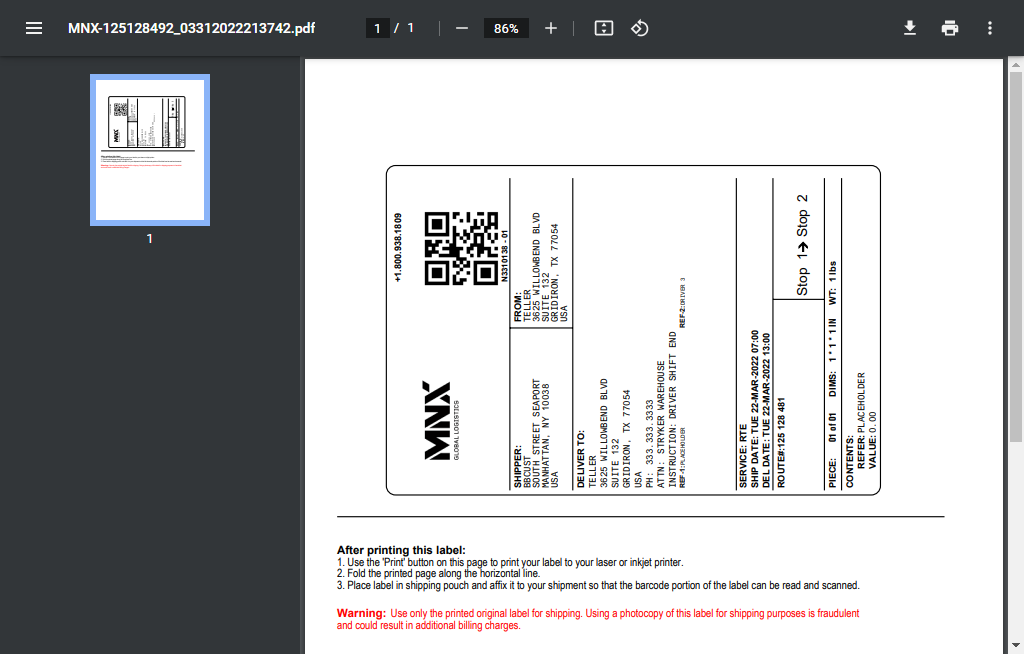 MNX-125128492_03312022213742.pdf
1 / 1
86%
1
+1.800.938.1809
N3310138 - 01
MNX
GLOBAL LOGISTICS
FROM:
TELLER
3625 WILLOWBEND BLVD
SUITE 132
GRIDIRON, TX 77054
USA
SHIPPER:
BBCUST
SOUTH STREET SEAPORT
MANHATTAN, NY 10038
USA
DELIVER TO:
TELLER
3625 WILLOWBEND BLVD
SUITE 132
GRIDIRON, TX 77054
USA
PH: 333.333.3333
ATTN: STRYKER WAREHOUSE
INSTRUCTION: DRIVER SHIFT END
REF-1:PLACEHOLDER REF-2:DRIVER 3
SERVICE: RTE
SHIP DATE: TUE 22-MAR-2022 07:00
DEL DATE: TUE 22-MAR-2022 13:00
ROUTE#:125 128 481
Stop 1➔ Stop 2
PIECE: 01 of 01 DIMS: 1 * 1 * 1 IN WT: 1 lbs
CONTENTS:
REFER: PLACEHOLDER
VALUE: 0.00
After printing this label:
1. Use the 'Print' button on this page to print your label to your laser or inkjet printer.
2. Fold the printed page along the horizontal line.
3. Place label in shipping pouch and affix it to your shipment so that the barcode portion of the label can be read and scanned.
Warning: Use only the printed original label for shipping. Using a photocopy of this label for shipping purposes is fraudulent
and could result in additional billing charges.